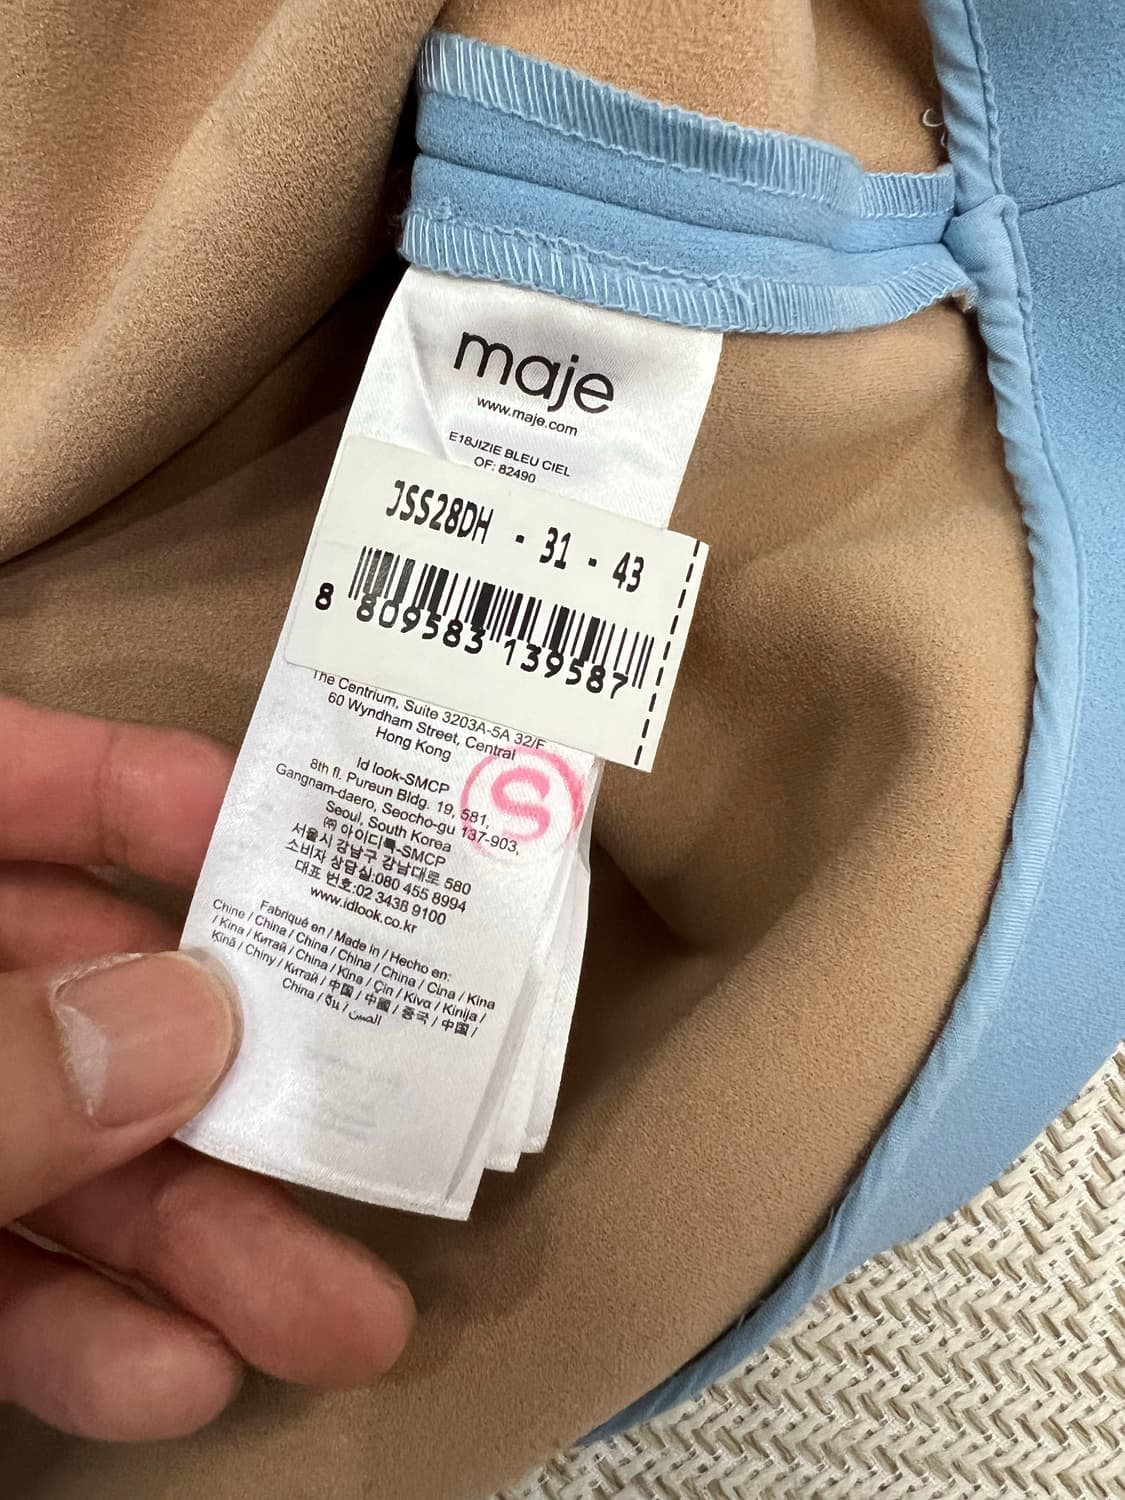 maje
www.maje.com
E18JIZIE BLEU CIEL
OF: 82490
JSS28DH - 31 - 43
8 809583 139587
The Centrium, Suite 3203A-5A 32/F
60 Wyndham Street, Central
Hong Kong
S
Id look-SMCP
8th fl. Pureun Bldg. 19, 581,
Gangnam-daero, Seocho-gu 137-903,
Seoul, South Korea
㈜ 아이디룩-SMCP
서울시 강남구 강남대로 580
소비자 상담실:080 455 8994
대표 번호:02 3438 9100
www.idlook.co.kr
Fabriqué en / Made in / Hecho en:
Chine / China / China / China / China / Cina / Kina
/ Kina / Китай / China / Kina / Çin / Kiva / Kinija /
Kīnā / Chiny / Китай / 中国 / 中國 / 중국 / 中国 /
China / จีน / الصين